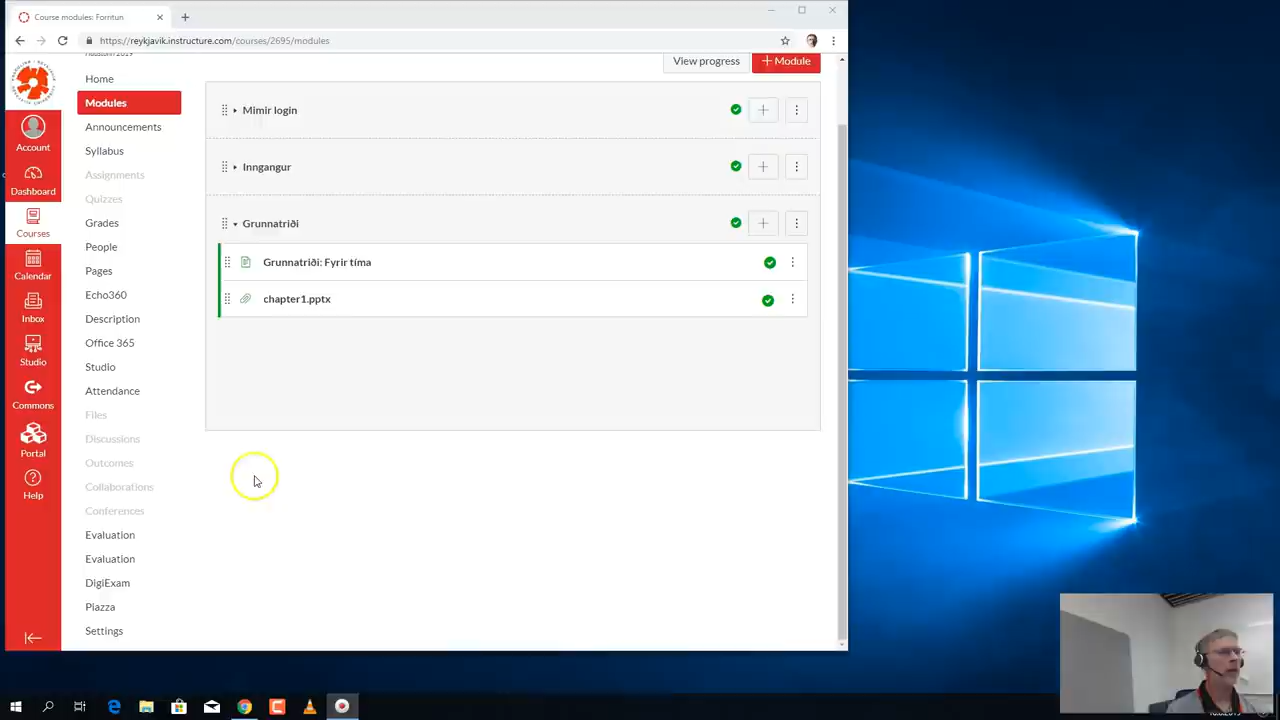 Course modules: Forritun
https://reykjavik.instructure.com/courses/2695/modules
View progress
Module
Home
Modules
Announcements
Syllabus
Assignments
Quizzes
Grades
People
Pages
Echo360
Description
Office 365
Studio
Attendance
Files
Discussions
Outcomes
Collaborations
Conferences
Evaluation
Evaluation
DigiExam
Piazza
Settings
Account
Dashboard
Courses
Calendar
Inbox
Studio
Commons
Portal
Help
Mimir login
Inngangur
Grunnatriði
Grunnatriði: Fyrir tíma
chapter1.pptx